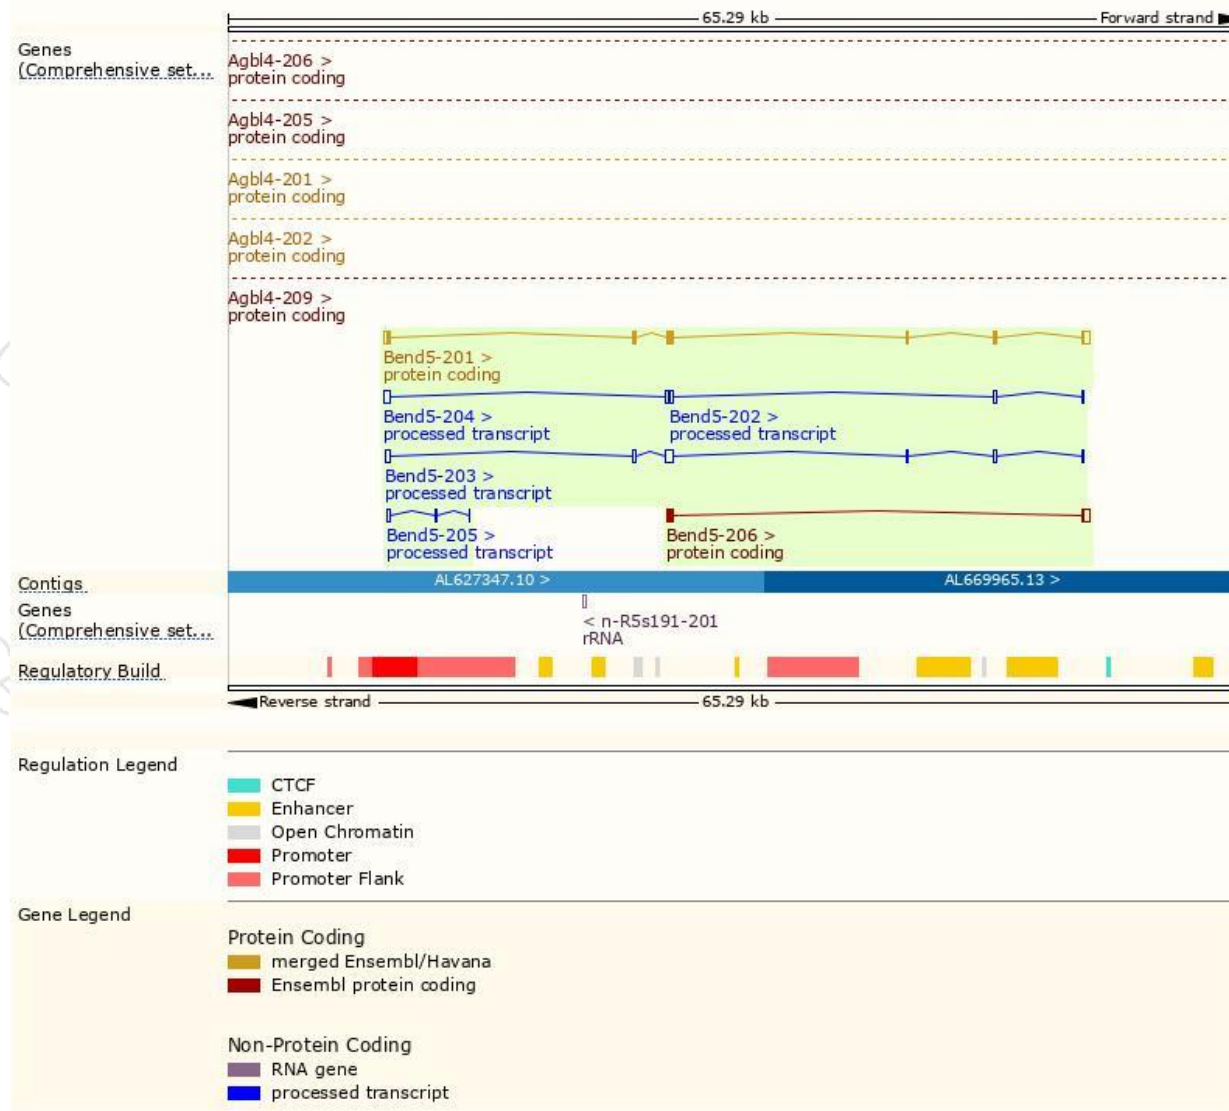 65.29 kb Forward strand
Genes
(Comprehensive set...
Agbl4-206 >
protein coding
Agbl4-205 >
protein coding
Agbl4-201 >
protein coding
Agbl4-202 >
protein coding
Agbl4-209 >
protein coding
Bend5-201 >
protein coding
Bend5-204 > Bend5-202 >
processed transcript processed transcript
Bend5-203 >
processed transcript
Bend5-205 > Bend5-206 >
processed transcript protein coding
Contigs AL627347.10 > AL669965.13 >
Genes
(Comprehensive set...
< n-R5s191-201
rRNA
Regulatory Build
Reverse strand 65.29 kb
Regulation Legend
CTCF
Enhancer
Open Chromatin
Promoter
Promoter Flank
Gene Legend
Protein Coding
merged Ensembl/Havana
Ensembl protein coding
Non-Protein Coding
RNA gene
processed transcript